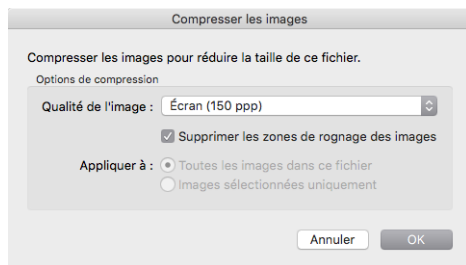 Compresser les images
Compresser les images pour réduire la taille de ce fichier.
Options de compression
Qualité de l'image : Écran (150 ppp)
Supprimer les zones de rognage des images
Appliquer à : Toutes les images dans ce fichier
Images sélectionnées uniquement
Annuler OK